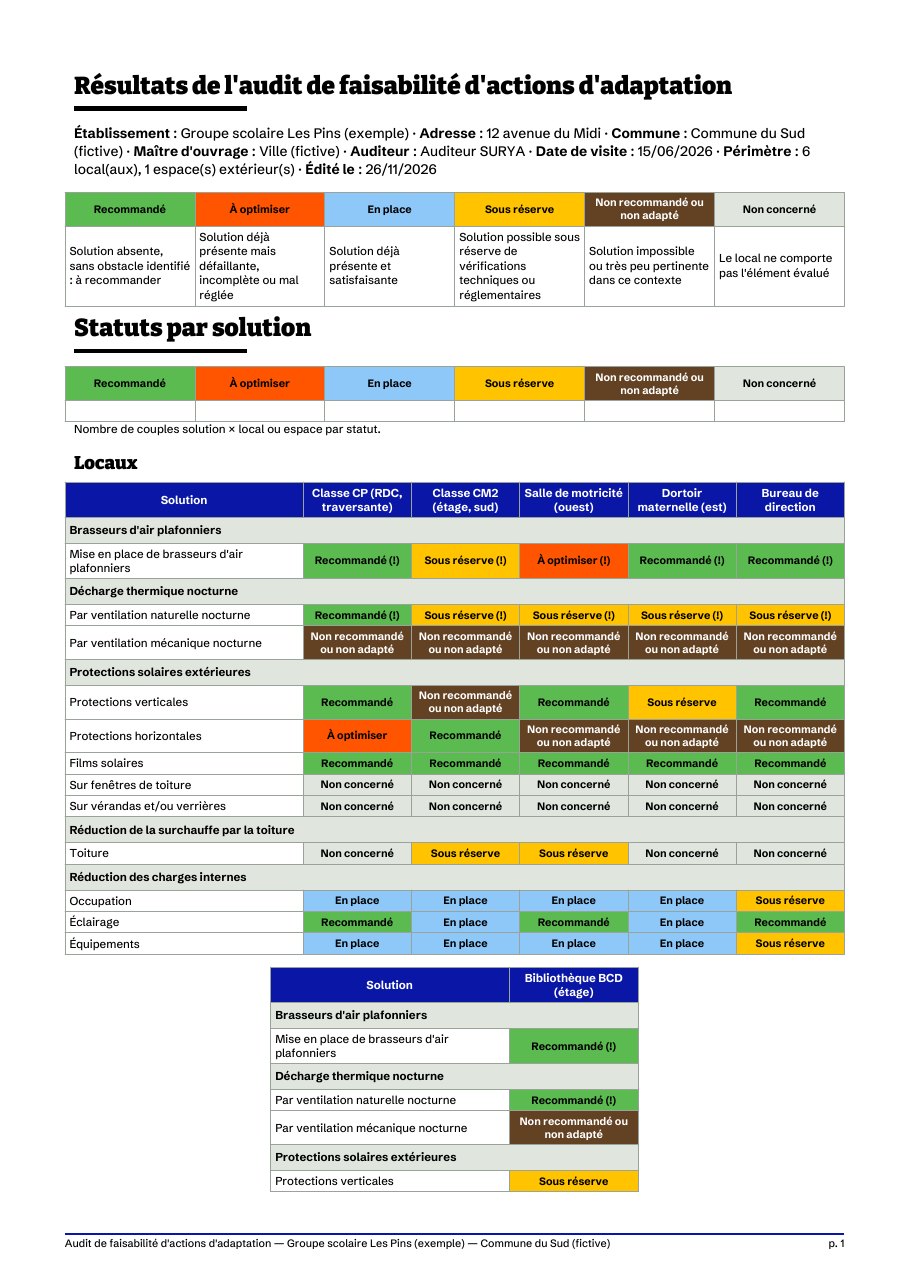 Résultats de l'audit de faisabilité d'actions d'adaptation
Établissement : Groupe scolaire Les Pins (exemple) · Adresse : 12 avenue du Midi · Commune : Commune du Sud
(fictive) · Maître d'ouvrage : Ville (fictive) · Auditeur : Auditeur SURYA · Date de visite : 15/06/2026 · Périmètre : 6
local(aux), 1 espace(s) extérieur(s) · Édité le : 26/11/2026
Recommandé À optimiser En place Sous réserve Non recommandé ou non adapté Non concerné
Solution absente, sans obstacle identifié : à recommander
Solution déjà présente mais défaillante, incomplète ou mal réglée
Solution déjà présente et satisfaisante
Solution possible sous réserve de vérifications techniques ou réglementaires
Solution impossible ou très peu pertinente dans ce contexte
Le local ne comporte pas l'élément évalué
Statuts par solution
Recommandé À optimiser En place Sous réserve Non recommandé ou non adapté Non concerné
Nombre de couples solution × local ou espace par statut.
Locaux
Solution Classe CP (RDC, traversante) Classe CM2 (étage, sud) Salle de motricité (ouest) Dortoir maternelle (est) Bureau de direction
Brasseurs d'air plafonniers
Mise en place de brasseurs d'air plafonniers Recommandé (!) Sous réserve (!) À optimiser (!) Recommandé (!) Recommandé (!)
Décharge thermique nocturne
Par ventilation naturelle nocturne Recommandé (!) Sous réserve (!) Sous réserve (!) Sous réserve (!) Sous réserve (!)
Par ventilation mécanique nocturne Non recommandé ou non adapté Non recommandé ou non adapté Non recommandé ou non adapté Non recommandé ou non adapté Non recommandé ou non adapté
Protections solaires extérieures
Protections verticales Recommandé Non recommandé ou non adapté Recommandé Sous réserve Recommandé
Protections horizontales À optimiser Recommandé Non recommandé ou non adapté Non recommandé ou non adapté Non recommandé ou non adapté
Films solaires Recommandé Recommandé Recommandé Recommandé Recommandé
Sur fenêtres de toiture Non concerné Non concerné Non concerné Non concerné Non concerné
Sur vérandas et/ou verrières Non concerné Non concerné Non concerné Non concerné Non concerné
Réduction de la surchauffe par la toiture
Toiture Non concerné Sous réserve Sous réserve Non concerné Non concerné
Réduction des charges internes
Occupation En place En place En place En place Sous réserve
Éclairage Recommandé En place Recommandé En place Recommandé
Équipements En place En place En place En place Sous réserve
Solution Bibliothèque BCD (étage)
Brasseurs d'air plafonniers
Mise en place de brasseurs d'air plafonniers Recommandé (!)
Décharge thermique nocturne
Par ventilation naturelle nocturne Recommandé (!)
Par ventilation mécanique nocturne Non recommandé ou non adapté
Protections solaires extérieures
Protections verticales Sous réserve
Audit de faisabilité d'actions d'adaptation — Groupe scolaire Les Pins (exemple) — Commune du Sud (fictive) p. 1